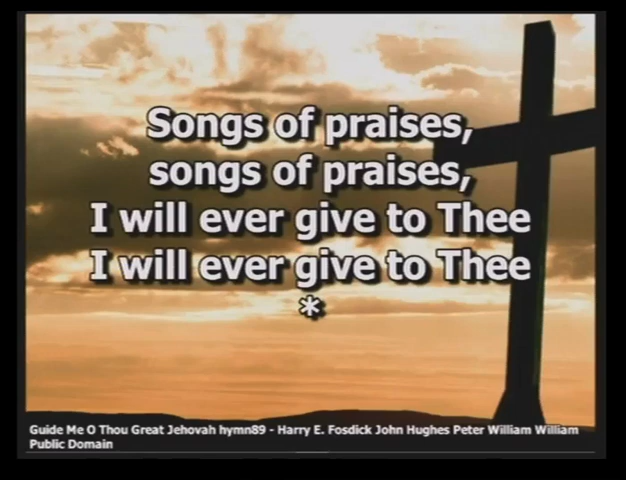 Songs of praises,
songs of praises,
I will ever give to Thee
I will ever give to Thee
*
Guide Me O Thou Great Jehovah hymn89 - Harry E. Fosdick John Hughes Peter William William
Public Domain